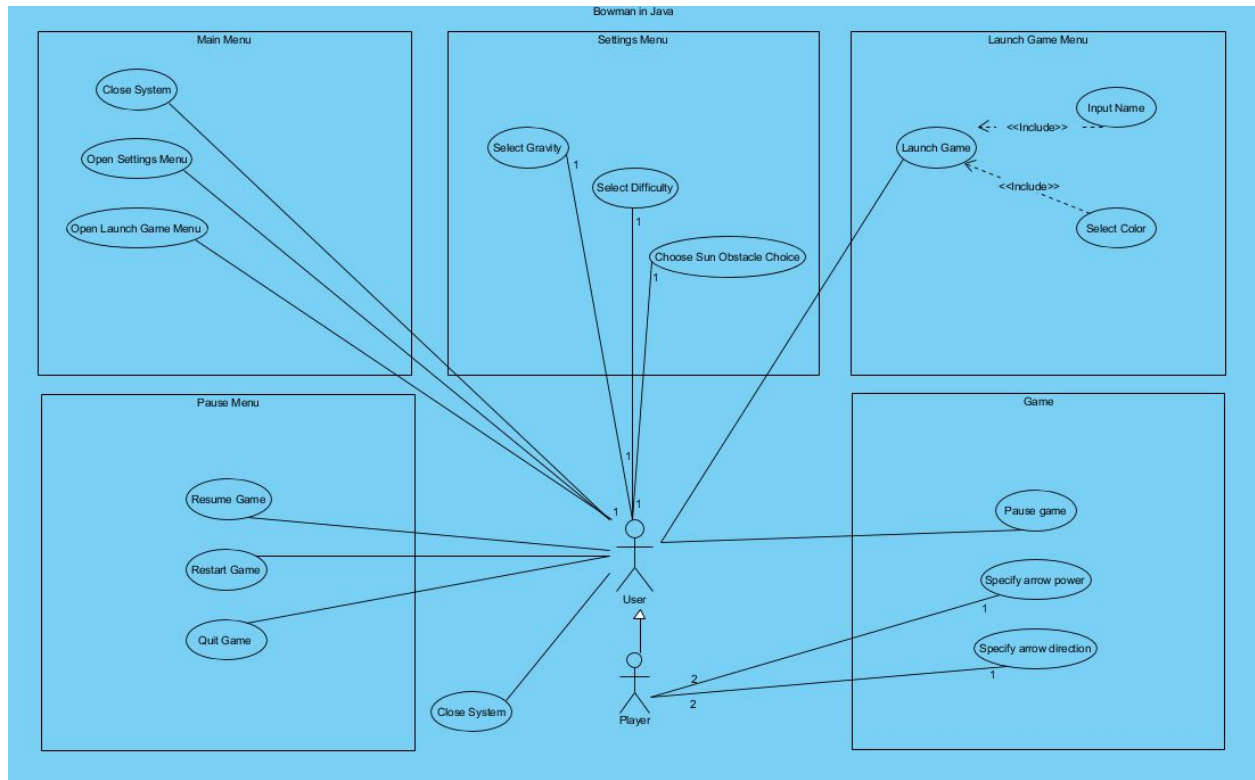 Bowman in Java
Main Menu
Close System
Open Settings Menu
Open Launch Game Menu
Settings Menu
Select Gravity
1
Select Difficulty
1
Choose Sun Obstacle Choice
1
1
1
1
Launch Game Menu
Input Name
<<Include>>
Launch Game
<<Include>>
Select Color
Pause Menu
Resume Game
Restart Game
Quit Game
Close System
User
Player
2
2
Game
Pause game
Specify arrow power
1
Specify arrow direction
1